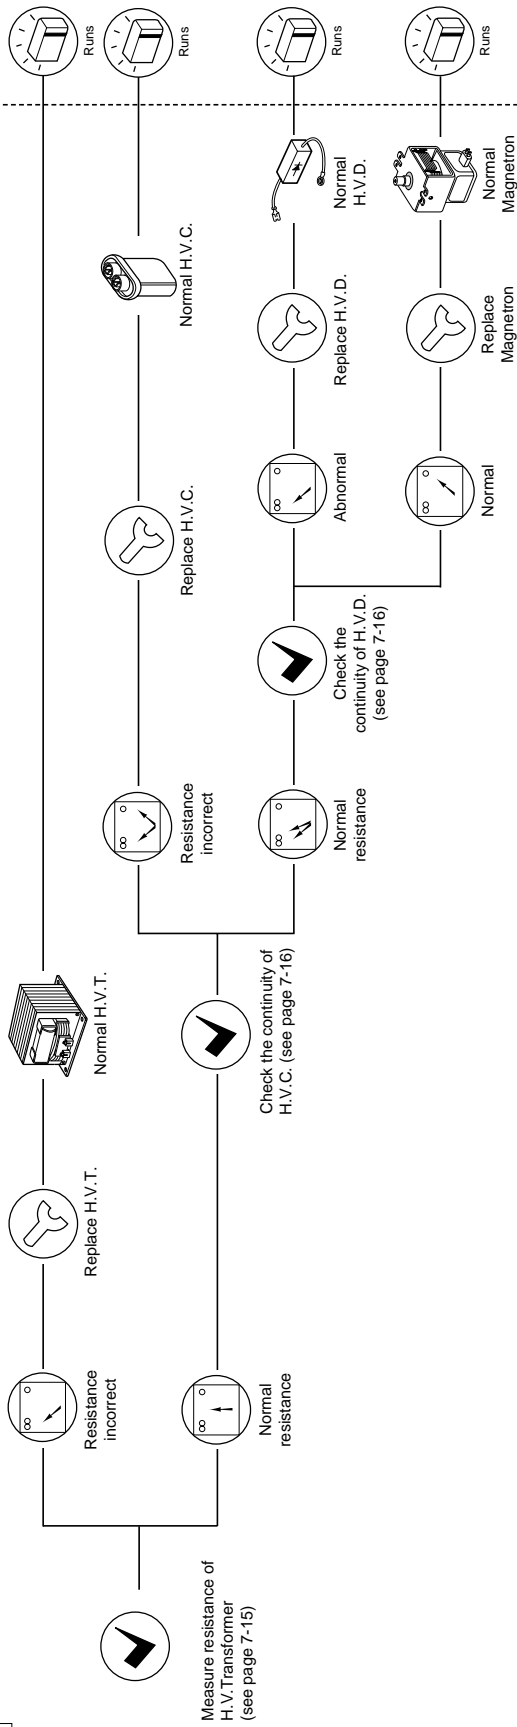 Measure resistance of
H.V.Transformer
(see page 7-15)
Resistance
incorrect
Replace H.V.T.
Normal H.V.T.
Runs
Normal
resistance
Check the continuity of
H.V.C. (see page 7-16)
Resistance
incorrect
Replace H.V.C.
Normal H.V.C.
Runs
Normal
resistance
Check the
continuity of H.V.D.
(see page 7-16)
Abnormal
Replace H.V.D.
Normal
H.V.D.
Runs
Normal
Replace
Magnetron
Normal
Magnetron
Runs